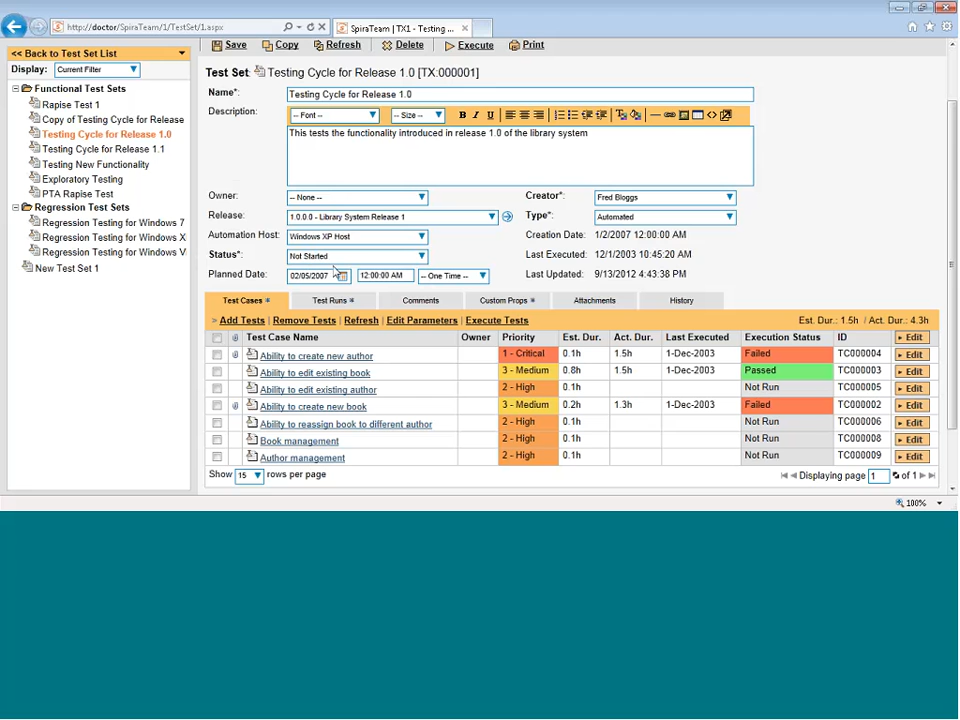 http://doctor/SpiraTeam/1/TestSet/1.aspx
SpiraTeam | TX1 - Testing ...
<< Back to Test Set List
Display: Current Filter
Functional Test Sets
Rapise Test 1
Copy of Testing Cycle for Release
Testing Cycle for Release 1.0
Testing Cycle for Release 1.1
Testing New Functionality
Exploratory Testing
PTA Rapise Test
Regression Test Sets
Regression Testing for Windows 7
Regression Testing for Windows X
Regression Testing for Windows V
New Test Set 1
Save Copy Refresh Delete Execute Print
Test Set: Testing Cycle for Release 1.0 [TX:000001]
Name*: Testing Cycle for Release 1.0
Description: -- Font -- -- Size -- B I U
This tests the functionality introduced in release 1.0 of the library system
Owner: -- None -- Creator*: Fred Bloggs
Release: 1.0.0.0 - Library System Release 1 Type*: Automated
Automation Host: Windows XP Host Creation Date: 1/2/2007 12:00:00 AM
Status*: Not Started Last Executed: 12/1/2003 10:45:20 AM
Planned Date: 02/05/2007 12:00:00 AM -- One Time -- Last Updated: 9/13/2012 4:43:38 PM
Test Cases * Test Runs * Comments Custom Props * Attachments History
> Add Tests | Remove Tests | Refresh | Edit Parameters | Execute Tests Est. Dur.: 1.5h / Act. Dur.: 4.3h
Test Case Name Owner Priority Est. Dur. Act. Dur. Last Executed Execution Status ID Edit
Ability to create new author 1 - Critical 0.1h 1.5h 1-Dec-2003 Failed TC000004 Edit
Ability to edit existing book 3 - Medium 0.8h 1.5h 1-Dec-2003 Passed TC000003 Edit
Ability to edit existing author 2 - High 0.1h Not Run TC000005 Edit
Ability to create new book 3 - Medium 0.2h 1.3h 1-Dec-2003 Failed TC000002 Edit
Ability to reassign book to different author 2 - High 0.1h Not Run TC000006 Edit
Book management 2 - High 0.1h Not Run TC000008 Edit
Author management 2 - High 0.1h Not Run TC000009 Edit
Show 15 rows per page Displaying page 1 of 1
100%